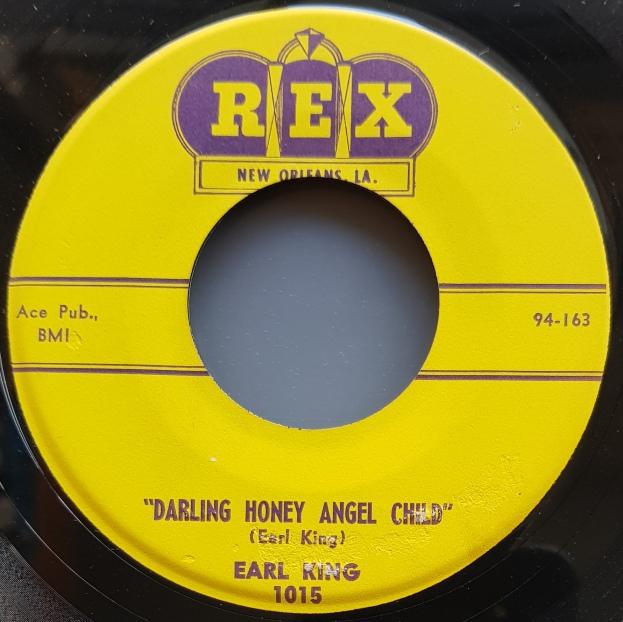 REX
NEW ORLEANS, LA.
Ace Pub.,
BMI
94-163
"DARLING HONEY ANGEL CHILD"
(Earl King)
EARL KING
1015